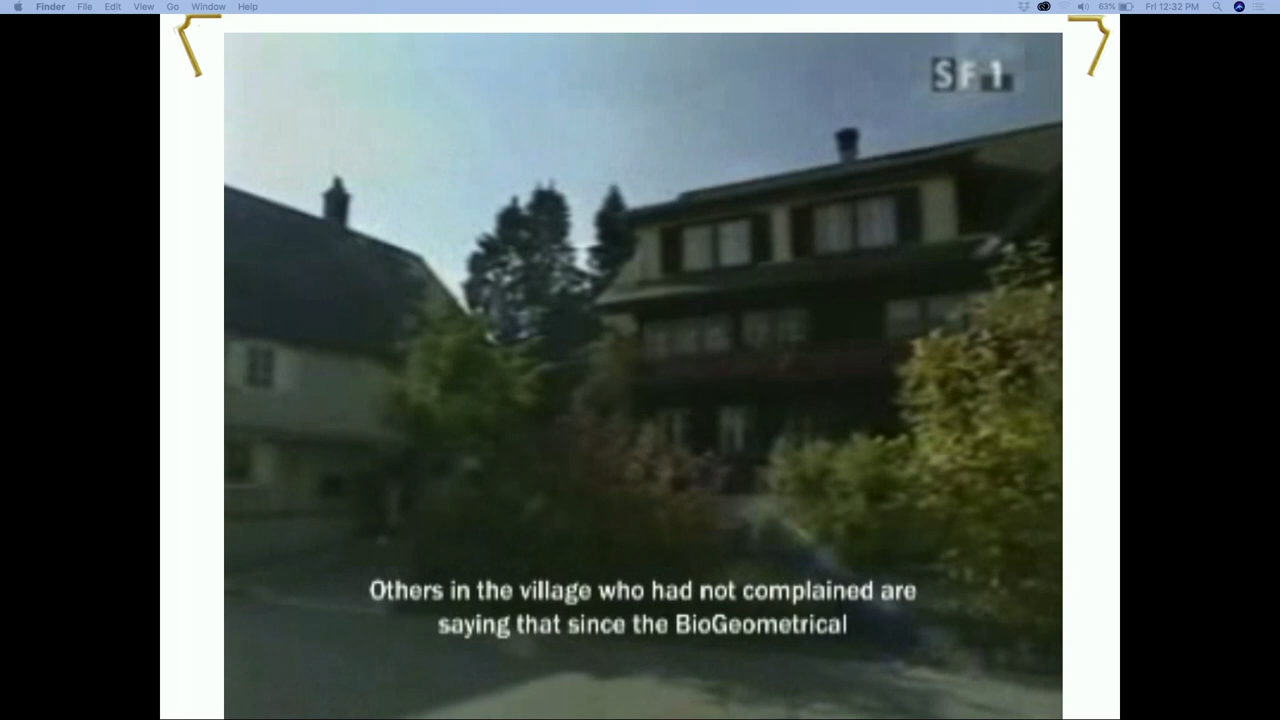 Finder File Edit View Go Window Help 63% Fri 12:32 PM
SF 1
Others in the village who had not complained are
saying that since the BioGeometrical